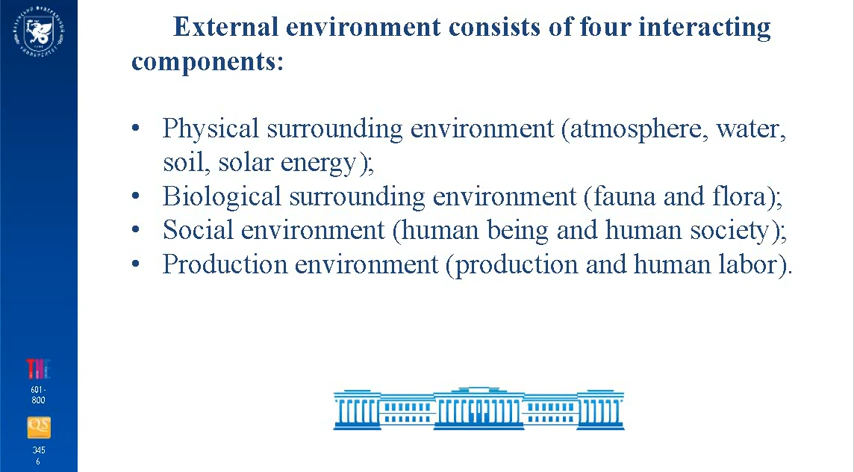 External environment consists of four interacting
components:
• Physical surrounding environment (atmosphere, water,
soil, solar energy);
• Biological surrounding environment (fauna and flora);
• Social environment (human being and human society);
• Production environment (production and human labor).
THE
601-
800
QS
345
6